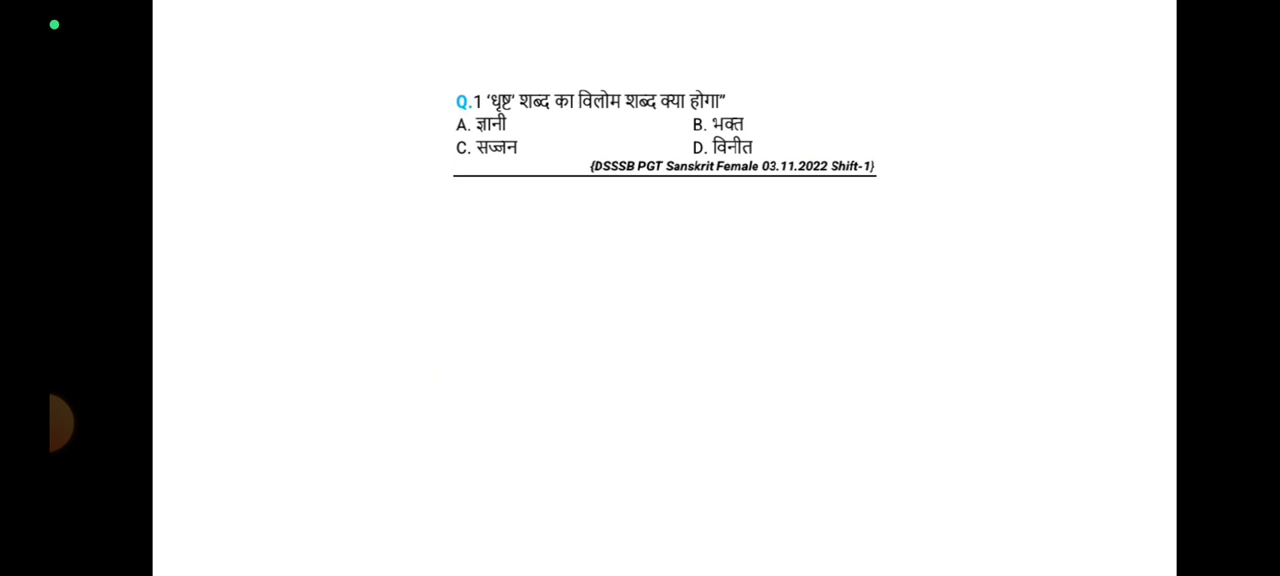 Q.1 ‘धृष्ट’ शब्द का विलोम शब्द क्या होगा”
A. ज्ञानी B. भक्त
C. सज्जन D. विनीत
{DSSSB PGT Sanskrit Female 03.11.2022 Shift-1}